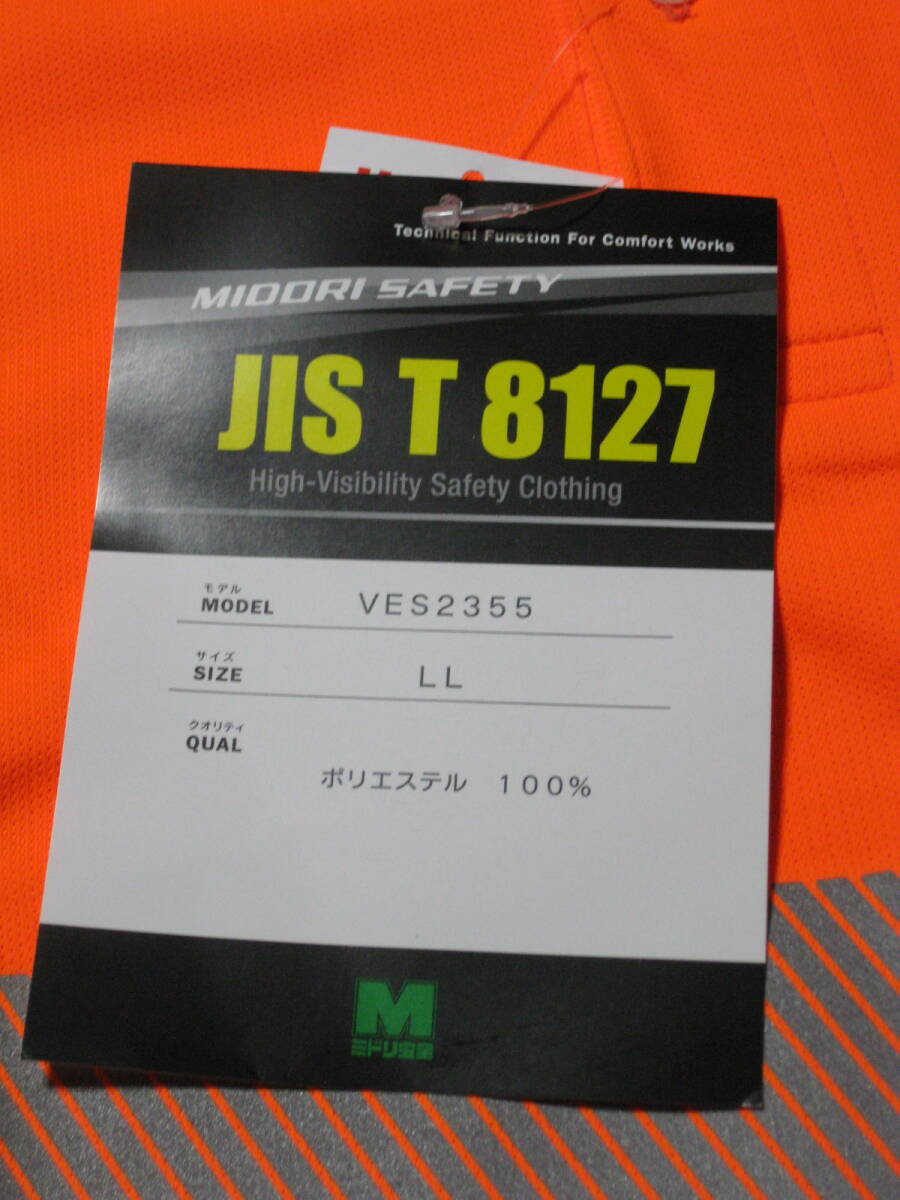 Technical Function For Comfort Works
MIDORI SAFETY
JIS T 8127
High-Visibility Safety Clothing
モデル
MODEL VES2355
サイズ
SIZE LL
クオリティ
QUAL
ポリエステル 100%
M
ミドリ安全